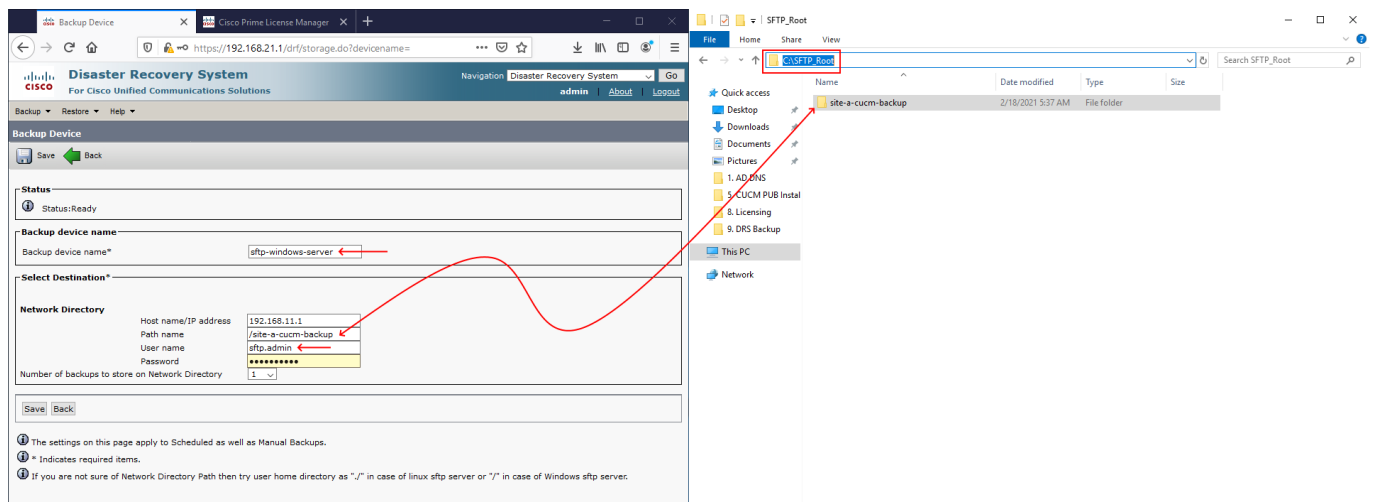 Backup Device
Cisco Prime License Manager
https://192.168.21.1/drf/storage.do?devicename=
CISCO
Disaster Recovery System
For Cisco Unified Communications Solutions
Navigation Disaster Recovery System Go
admin | About | Logout
Backup Restore Help
Backup Device
Save Back
Status
Status:Ready
Backup device name
Backup device name* sftp-windows-server
Select Destination*
Network Directory
Host name/IP address 192.168.11.1
Path name /site-a-cucm-backup
User name sftp.admin
Password ••••••••••
Number of backups to store on Network Directory 1
Save Back
The settings on this page apply to Scheduled as well as Manual Backups.
* Indicates required items.
If you are not sure of Network Directory Path then try user home directory as "./" in case of linux sftp server or "/" in case of Windows sftp server.
SFTP_Root
File Home Share View
C:\SFTP_Root
Search SFTP_Root
Name Date modified Type Size
site-a-cucm-backup 2/18/2021 5:37 AM File folder
Quick access
Desktop
Downloads
Documents
Pictures
1. AD,DNS
5. CUCM PUB Instal
8. Licensing
9. DRS Backup
This PC
Network